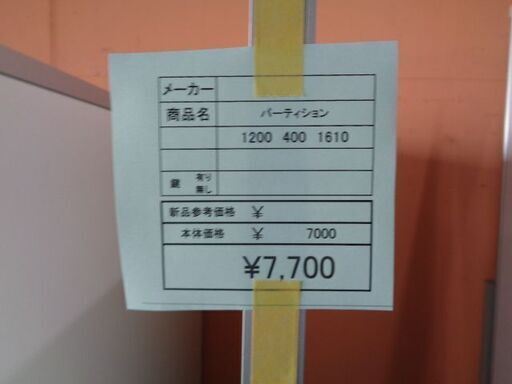 メーカー
商品名 パーティション
1200 400 1610
鍵 有り 無し
新品参考価格 ¥
本体価格 ¥ 7000
¥7,700